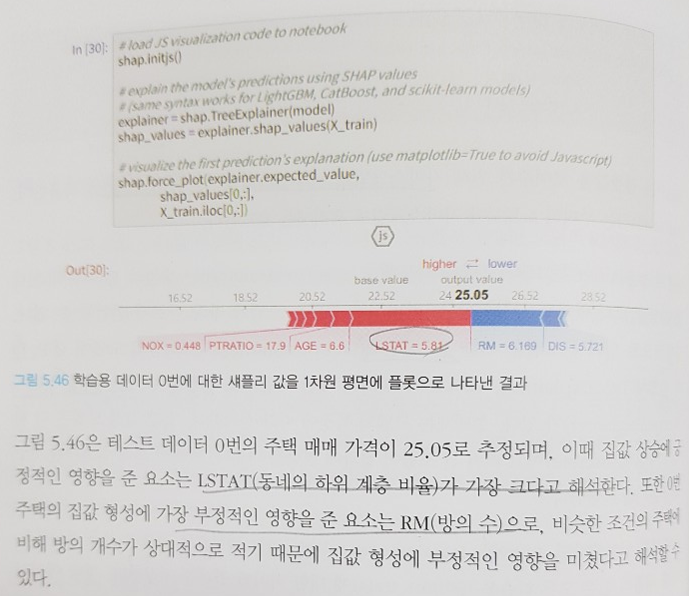 In [30]:
# load JS visualization code to notebook
shap.initjs()
# explain the model's predictions using SHAP values
# (same syntax works for LightGBM, CatBoost, and scikit-learn models)
explainer = shap.TreeExplainer(model)
shap_values = explainer.shap_values(X_train)
# visualize the first prediction's explanation (use matplotlib=True to avoid Javascript)
shap.force_plot(explainer.expected_value,
shap_values[0,:],
X_train.iloc[0,:])
js
Out[30]:
higher ⇄ lower
base value output value
16.52 18.52 20.52 22.52 24 25.05 26.52 28.52
NOX = 0.448 PTRATIO = 17.9 AGE = 6.6 LSTAT = 5.81 RM = 6.169 DIS = 5.721
그림 5.46 학습용 데이터 0번에 대한 섀플리 값을 1차원 평면에 플롯으로 나타낸 결과
그림 5.46은 테스트 데이터 0번의 주택 매매 가격이 25.05로 추정되며, 이때 집값 상승에 긍
정적인 영향을 준 요소는 LSTAT(동네의 하위 계층 비율)가 가장 크다고 해석한다. 또한 0번
주택의 집값 형성에 가장 부정적인 영향을 준 요소는 RM(방의 수)으로, 비슷한 조건의 주택에
비해 방의 개수가 상대적으로 적기 때문에 집값 형성에 부정적인 영향을 미쳤다고 해석할 수
있다.